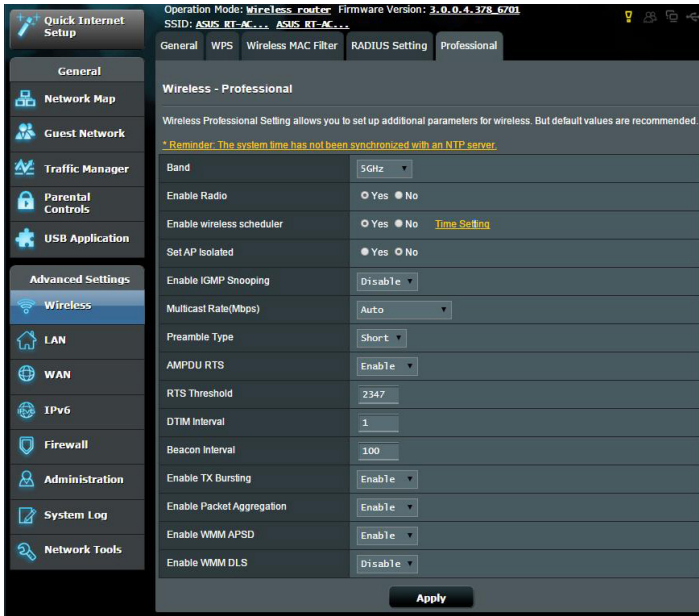 Quick Internet
Setup
General
Network Map
Guest Network
Traffic Manager
Parental
Controls
USB Application
Advanced Settings
Wireless
LAN
WAN
IPv6
Firewall
Administration
System Log
Network Tools
Operation Mode: Wireless router Firmware Version: 3.0.0.4.378_6701
SSID: ASUS RT-AC... ASUS RT-AC...
General WPS Wireless MAC Filter RADIUS Setting Professional
Wireless - Professional
Wireless Professional Setting allows you to set up additional parameters for wireless. But default values are recommended.
* Reminder: The system time has not been synchronized with an NTP server.
Band 5GHz
Enable Radio Yes No
Enable wireless scheduler Yes No Time Setting
Set AP Isolated Yes No
Enable IGMP Snooping Disable
Multicast Rate(Mbps) Auto
Preamble Type Short
AMPDU RTS Enable
RTS Threshold 2347
DTIM Interval 1
Beacon Interval 100
Enable TX Bursting Enable
Enable Packet Aggregation Enable
Enable WMM APSD Enable
Enable WMM DLS Disable
Apply